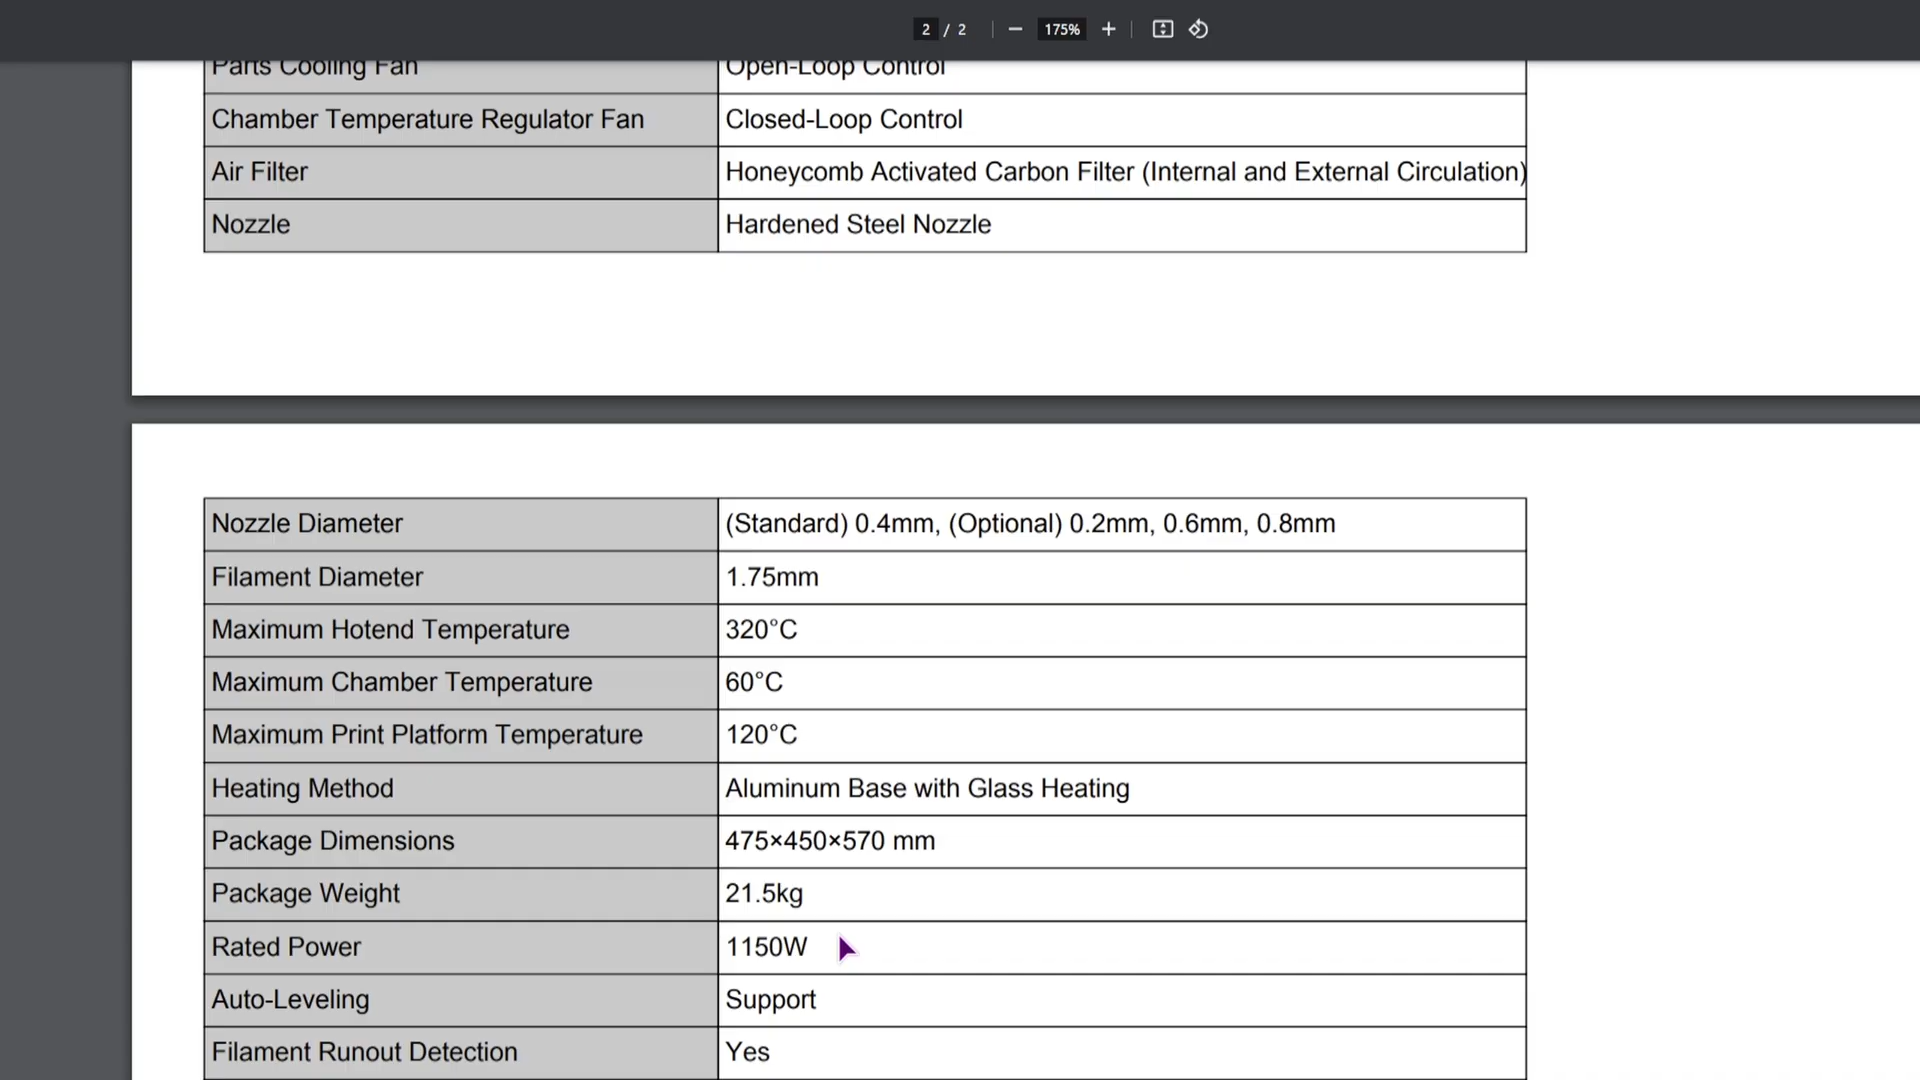 2 / 2 175%
Parts Cooling Fan Open-Loop Control
Chamber Temperature Regulator Fan Closed-Loop Control
Air Filter Honeycomb Activated Carbon Filter (Internal and External Circulation)
Nozzle Hardened Steel Nozzle
Nozzle Diameter (Standard) 0.4mm, (Optional) 0.2mm, 0.6mm, 0.8mm
Filament Diameter 1.75mm
Maximum Hotend Temperature 320°C
Maximum Chamber Temperature 60°C
Maximum Print Platform Temperature 120°C
Heating Method Aluminum Base with Glass Heating
Package Dimensions 475×450×570 mm
Package Weight 21.5kg
Rated Power 1150W
Auto-Leveling Support
Filament Runout Detection Yes